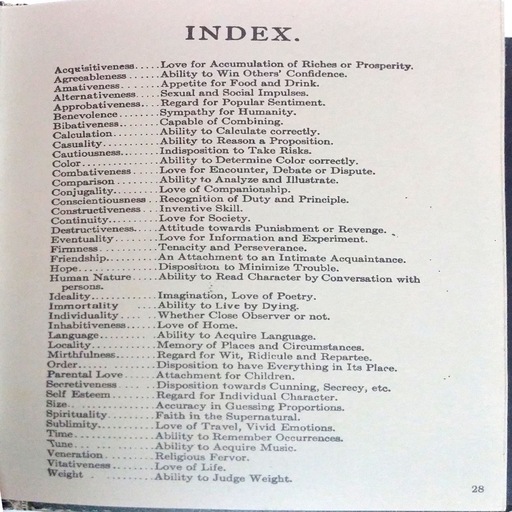 INDEX.
Acquisitiveness.....Love for Accumulation of Riches or Prosperity.
Agreeableness ......Ability to Win Others' Confidence.
Amativeness .......Appetite for Food and Drink.
Alternativeness ....Sexual and Social Impulses.
Approbativeness....Regard for Popular Sentiment.
Benevolence .......Sympathy for Humanity.
Bibativeness.......Capable of Combining.
Calculation ........Ability to Calculate correctly.
Casuality ..........Ability to Reason a Proposition.
Cautiousness.......Indisposition to Take Risks.
Color..............Ability to Determine Color correctly.
Combativeness .....Love for Encounter, Debate or Dispute.
Comparison ........Ability to Analyze and Illustrate.
Conjugality ........Love of Companionship.
Conscientiousness ..Recognition of Duty and Principle.
Constructiveness ...Inventive Skill.
Continuity.........Love for Society.
Destructiveness.....Attitude towards Punishment or Revenge.
Eventuality ........Love for Information and Experiment.
Firmness ..........Tenacity and Perseverance.
Friendship.........An Attachment to an Intimate Acquaintance.
Hope..............Disposition to Minimize Trouble.
Human Nature .....Ability to Read Character by Conversation with
persons.
Ideality...........Imagination, Love of Poetry.
Immortality ......Ability to Live by Dying.
Individuality ......Whether Close Observer or not.
Inhabitiveness.....Love of Home.
Language..........Ability to Acquire Language.
Locality...........Memory of Places and Circumstances.
Mirthfulness.......Regard for Wit, Ridicule and Repartee.
Order.............Disposition to have Everything in Its Place.
Parental Love .....Attachment for Children.
Secretiveness ......Disposition towards Cunning, Secrecy, etc.
Self Esteem ........Regard for Individual Character.
Size...............Accuracy in Guessing Proportions.
Spirituality........Faith in the Supernatural.
Sublimity..........Love of Travel, Vivid Emotions.
Time..............Ability to Remember Occurrences.
Tune..............Ability to Acquire Music.
Veneration ........Religious Fervor.
Vitativeness .......Love of Life.
Weight ...........Ability to Judge Weight.
28